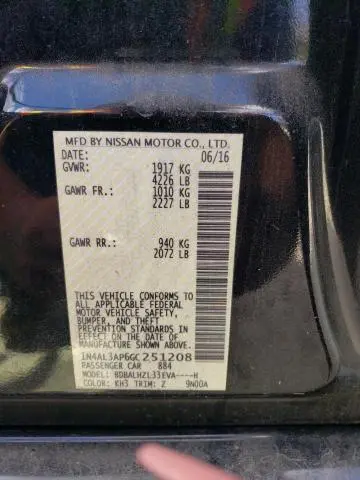 MFD BY NISSAN MOTOR CO., LTD.
DATE: 06/16
GVWR: 1917 KG
4226 LB
GAWR FR.: 1010 KG
2227 LB
GAWR RR.: 940 KG
2072 LB
THIS VEHICLE CONFORMS TO
ALL APPLICABLE FEDERAL
MOTOR VEHICLE SAFETY,
BUMPER, AND THEFT
PREVENTION STANDARDS IN
EFFECT ON THE DATE OF
MANUFACTURE SHOWN ABOVE.
1N4AL3AP6GC251208
PASSENGER CAR 884
MODEL: BDBALHZL33EVA----H
COLOR: KH3 TRIM: Z 9N00A